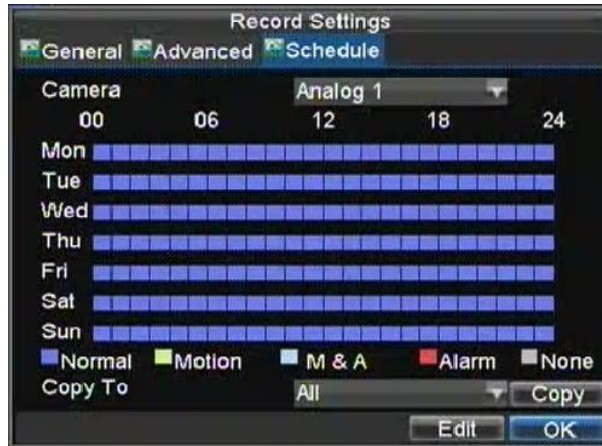 Record Settings
General Advanced Schedule
Camera Analog 1
00 06 12 18 24
Mon
Tue
Wed
Thu
Fri
Sat
Sun
Normal Motion M & A Alarm None
Copy To All Copy
Edit OK